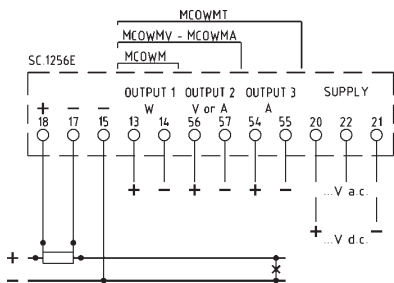 MCOWMT
MCOWMV - MCOWMA
MCOWM
SC.1256E
OUTPUT 1 OUTPUT 2 OUTPUT 3 SUPPLY
W V or A A
+ − −
18 17 15 13 14 56 57 54 55 20 22 21
+ − + − + −
...V a.c.
+ −
...V d.c.
+
−